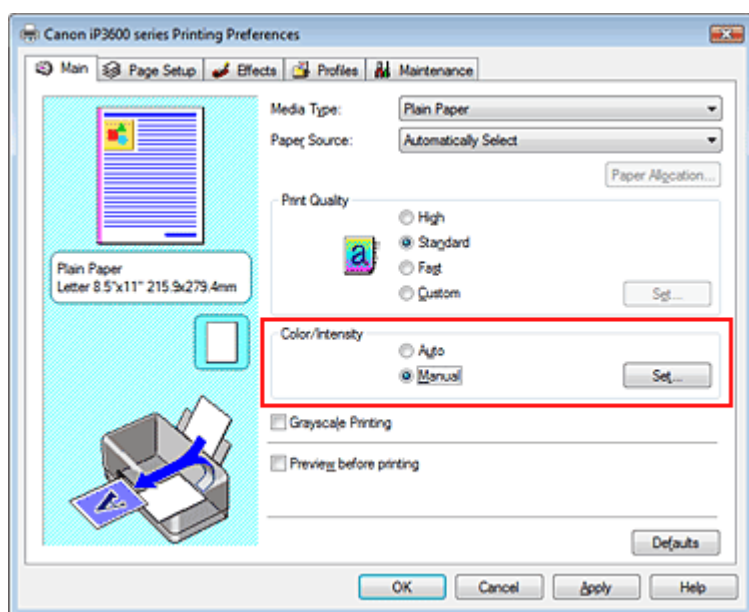 Canon iP3600 series Printing Preferences
Main Page Setup Effects Profiles Maintenance
Media Type: Plain Paper
Paper Source: Automatically Select
Paper Allocation...
Print Quality
High
a Standard
Fast
Custom Set...
Plain Paper
Letter 8.5"x11" 215.9x279.4mm
Color/Intensity
Auto
Manual Set...
Grayscale Printing
Preview before printing
Defaults
OK Cancel Apply Help